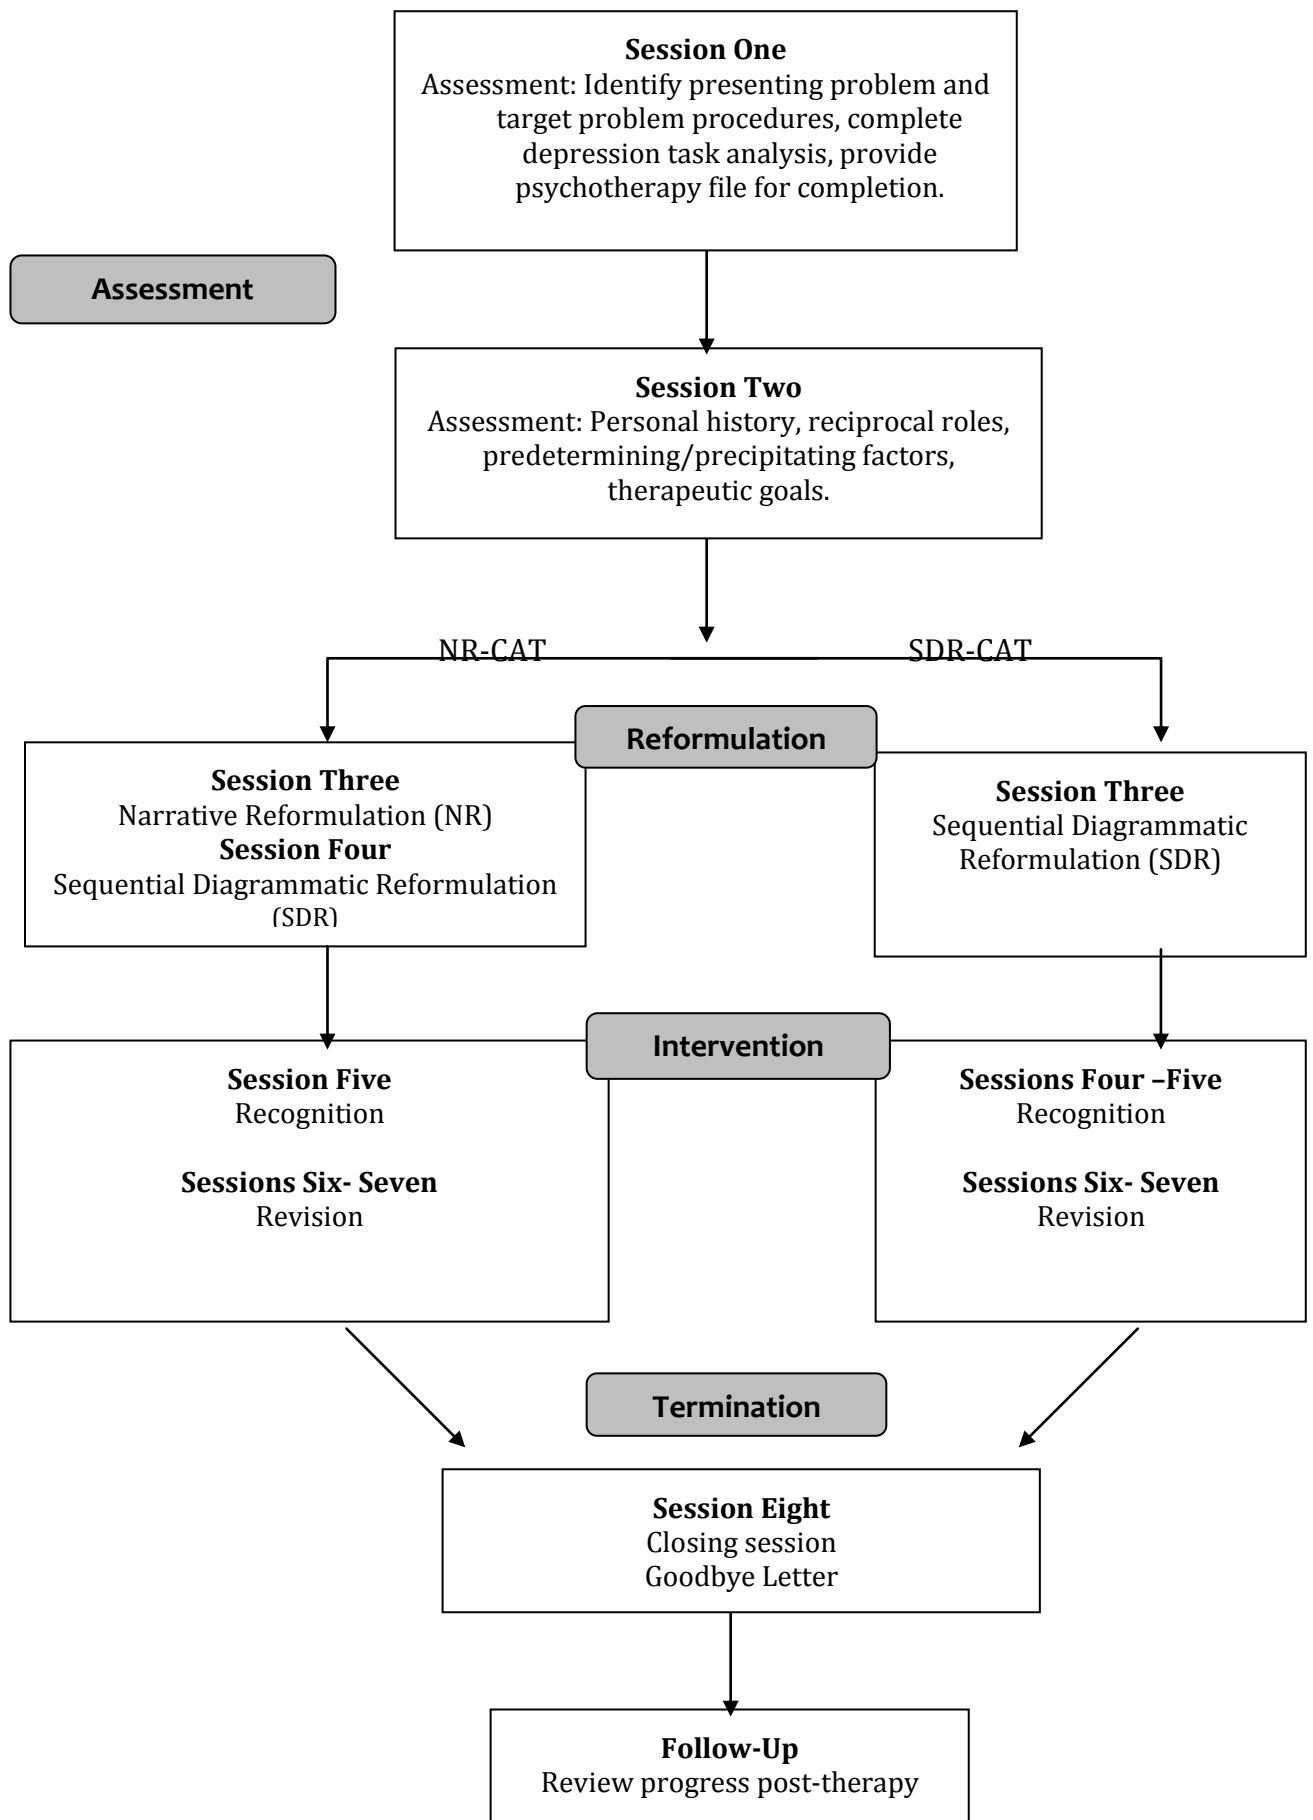 Session One
Assessment: Identify presenting problem and
target problem procedures, complete
depression task analysis, provide
psychotherapy file for completion.
Assessment
Session Two
Assessment: Personal history, reciprocal roles,
predetermining/precipitating factors,
therapeutic goals.
NR-CAT
SDR-CAT
Reformulation
Session Three
Narrative Reformulation (NR)
Session Four
Sequential Diagrammatic Reformulation
(SDR)
Session Three
Sequential Diagrammatic
Reformulation (SDR)
Intervention
Session Five
Recognition
Sessions Six- Seven
Revision
Sessions Four –Five
Recognition
Sessions Six- Seven
Revision
Termination
Session Eight
Closing session
Goodbye Letter
Follow-Up
Review progress post-therapy